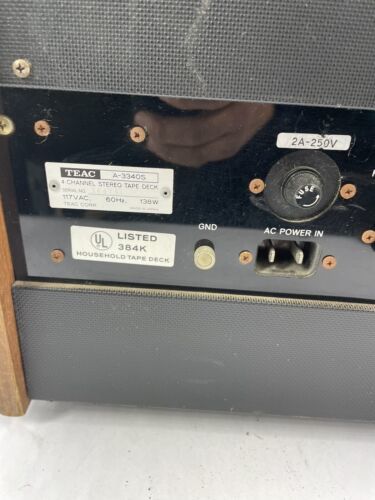 2A-250V
TEAC A-3340S
4 CHANNEL STEREO TAPE DECK
SERIAL NO.
117VAC, 60Hz, 138W
TEAC CORP.
FUSE
GND
AC POWER IN
UL LISTED
384K
HOUSEHOLD TAPE DECK